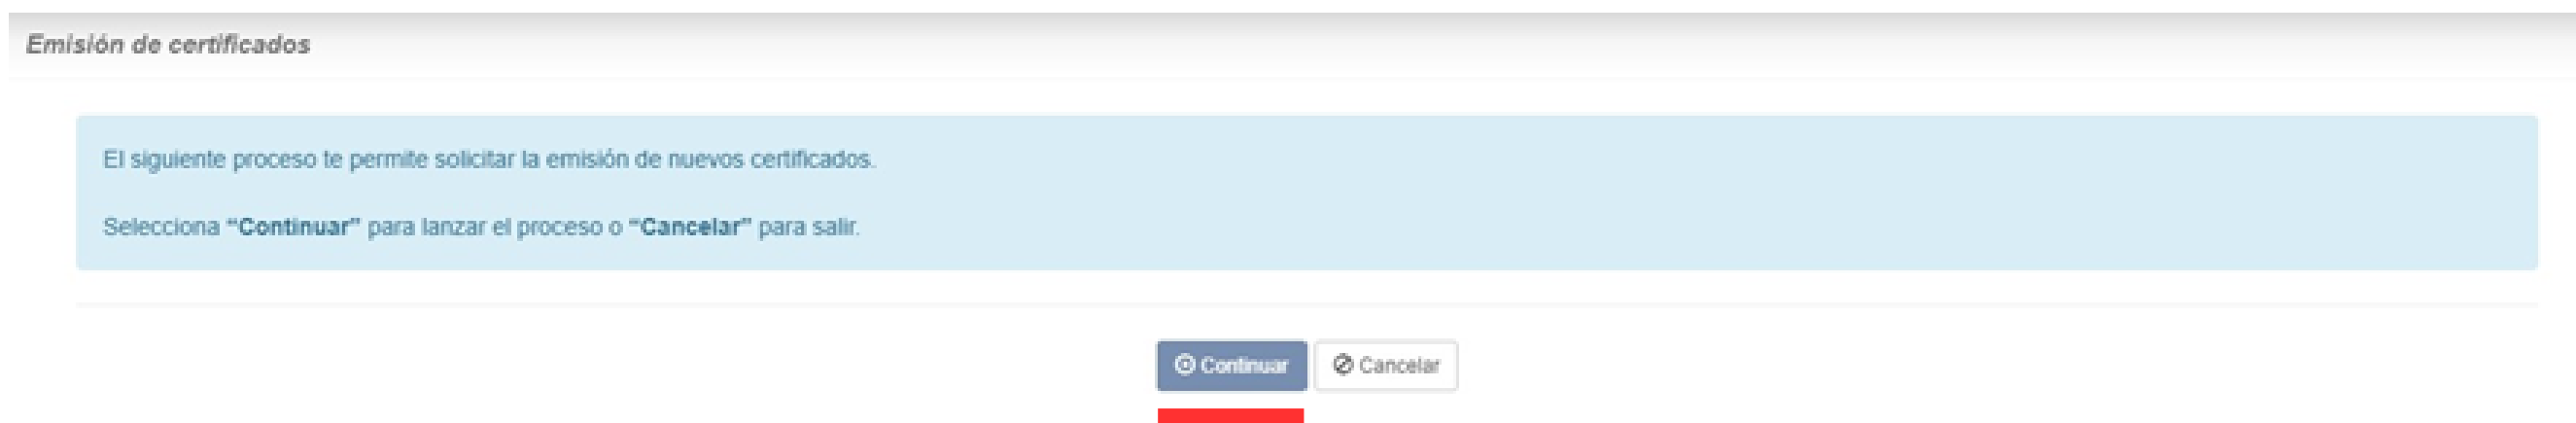 Emisión de certificados
El siguiente proceso te permite solicitar la emisión de nuevos certificados.
Selecciona “Continuar” para lanzar el proceso o “Cancelar” para salir.
Continuar Cancelar